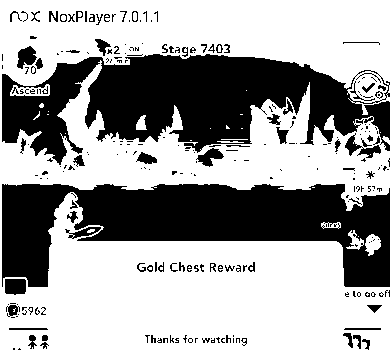 nox NoxPlayer 7.0.1.1
x2 ON
Stage 7403
70
Ascend
19h 57m
Gold Chest Reward
e to go off
5962
Thanks for watching